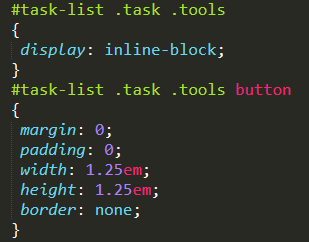 #task-list .task .tools
{
display: inline-block;
}
#task-list .task .tools button
{
margin: 0;
padding: 0;
width: 1.25em;
height: 1.25em;
border: none;
}